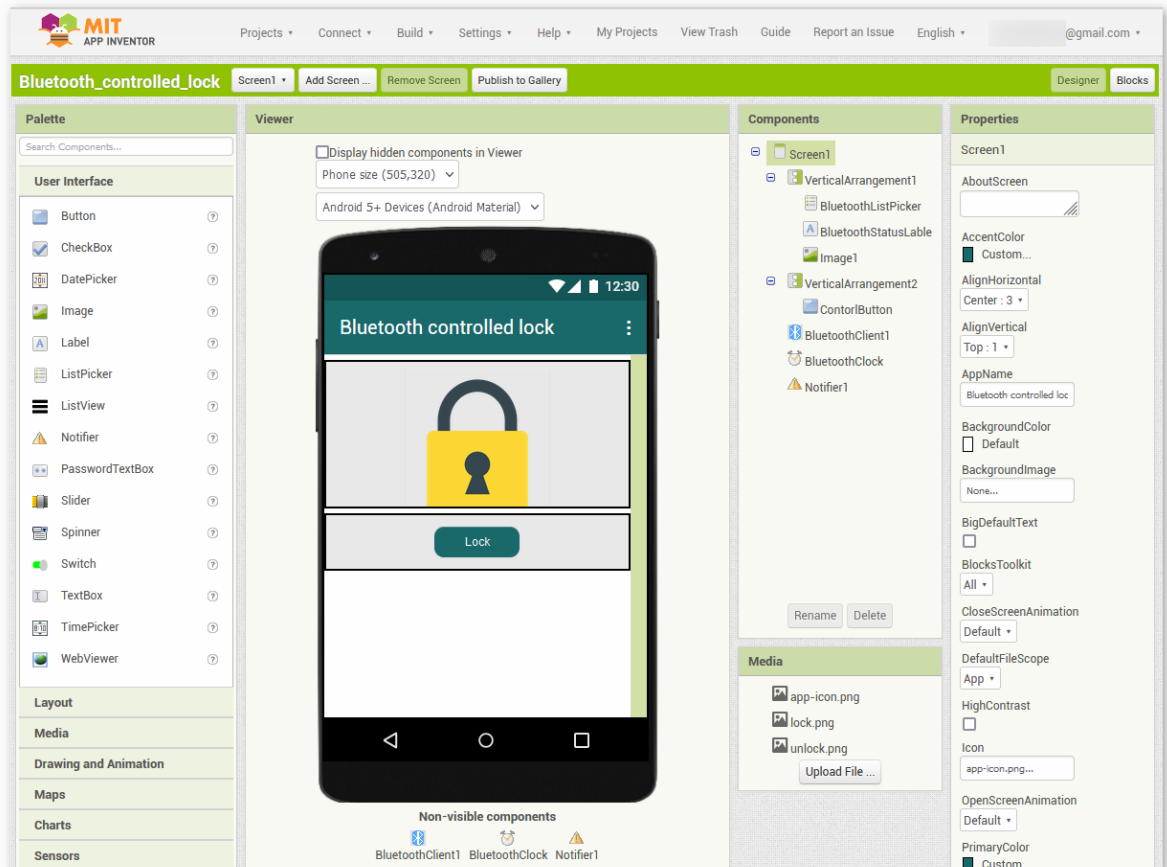 MIT
APP INVENTOR
Projects
Connect
Build
Settings
Help
My Projects
View Trash
Guide
Report an Issue
English
@gmail.com
Bluetooth_controlled_lock
Screen1
Add Screen ...
Remove Screen
Publish to Gallery
Designer
Blocks
Palette
Search Components...
User Interface
Button
CheckBox
DatePicker
Image
Label
ListPicker
ListView
Notifier
PasswordTextBox
Slider
Spinner
Switch
TextBox
TimePicker
WebViewer
Layout
Media
Drawing and Animation
Maps
Charts
Sensors
Viewer
Display hidden components in Viewer
Phone size (505,320)
Android 5+ Devices (Android Material)
12:30
Bluetooth controlled lock
Lock
Non-visible components
BluetoothClient1 BluetoothClock Notifier1
Components
Screen1
VerticalArrangement1
BluetoothListPicker
BluetoothStatusLable
Image1
VerticalArrangement2
ContorlButton
BluetoothClient1
BluetoothClock
Notifier1
Rename
Delete
Media
app-icon.png
lock.png
unlock.png
Upload File ...
Properties
Screen1
AboutScreen
AccentColor
Custom...
AlignHorizontal
Center : 3
AlignVertical
Top : 1
AppName
Bluetooth controlled loc
BackgroundColor
Default
BackgroundImage
None...
BigDefaultText
BlocksToolkit
All
CloseScreenAnimation
Default
DefaultFileScope
App
HighContrast
Icon
app-icon.png...
OpenScreenAnimation
Default
PrimaryColor
Custom